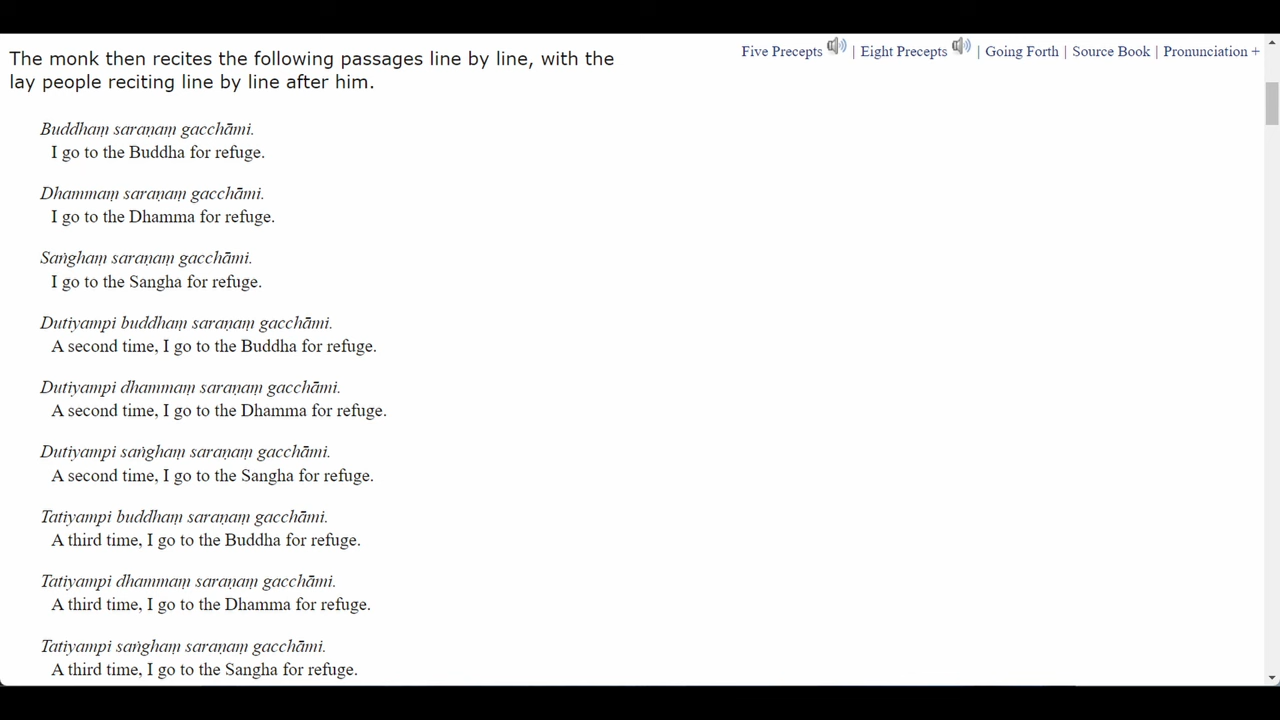 Five Precepts | Eight Precepts | Going Forth | Source Book | Pronunciation +
The monk then recites the following passages line by line, with the
lay people reciting line by line after him.
Buddhaṃ saraṇaṃ gacchāmi.
I go to the Buddha for refuge.
Dhammaṃ saraṇaṃ gacchāmi.
I go to the Dhamma for refuge.
Saṅghaṃ saraṇaṃ gacchāmi.
I go to the Sangha for refuge.
Dutiyampi buddhaṃ saraṇaṃ gacchāmi.
A second time, I go to the Buddha for refuge.
Dutiyampi dhammaṃ saraṇaṃ gacchāmi.
A second time, I go to the Dhamma for refuge.
Dutiyampi saṅghaṃ saraṇaṃ gacchāmi.
A second time, I go to the Sangha for refuge.
Tatiyampi buddhaṃ saraṇaṃ gacchāmi.
A third time, I go to the Buddha for refuge.
Tatiyampi dhammaṃ saraṇaṃ gacchāmi.
A third time, I go to the Dhamma for refuge.
Tatiyampi saṅghaṃ saraṇaṃ gacchāmi.
A third time, I go to the Sangha for refuge.